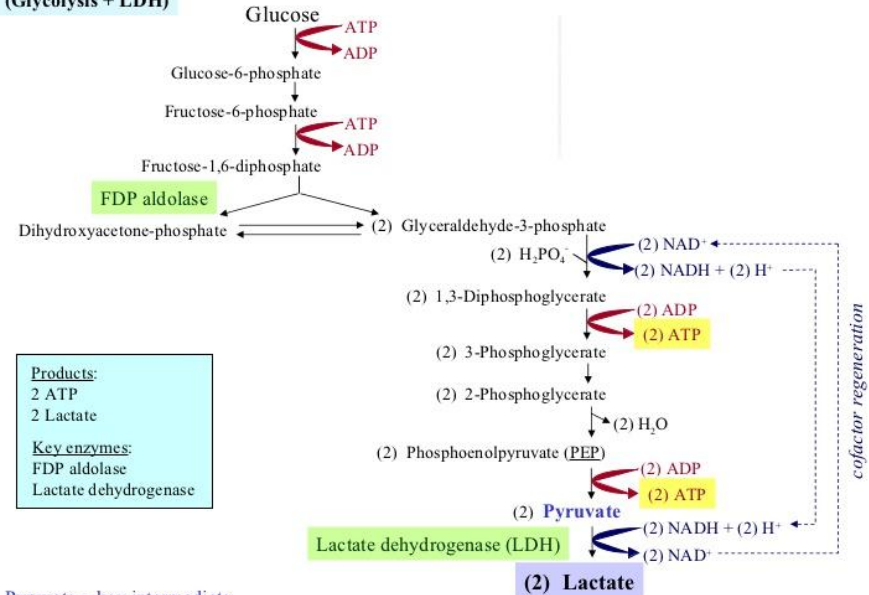 (Glycolysis + LDH)
Glucose
ATP
ADP
Glucose-6-phosphate
Fructose-6-phosphate
ATP
ADP
Fructose-1,6-diphosphate
FDP aldolase
Dihydroxyacetone-phosphate
(2) Glyceraldehyde-3-phosphate
(2) H₂PO₄⁻
(2) NAD⁺
(2) NADH + (2) H⁺
(2) 1,3-Diphosphoglycerate
(2) ADP
(2) ATP
(2) 3-Phosphoglycerate
(2) 2-Phosphoglycerate
(2) H₂O
(2) Phosphoenolpyruvate (PEP)
(2) ADP
(2) ATP
(2) Pyruvate
Lactate dehydrogenase (LDH)
(2) NADH + (2) H⁺
(2) NAD⁺
(2) Lactate
cofactor regeneration
Products:
2 ATP
2 Lactate
Key enzymes:
FDP aldolase
Lactate dehydrogenase